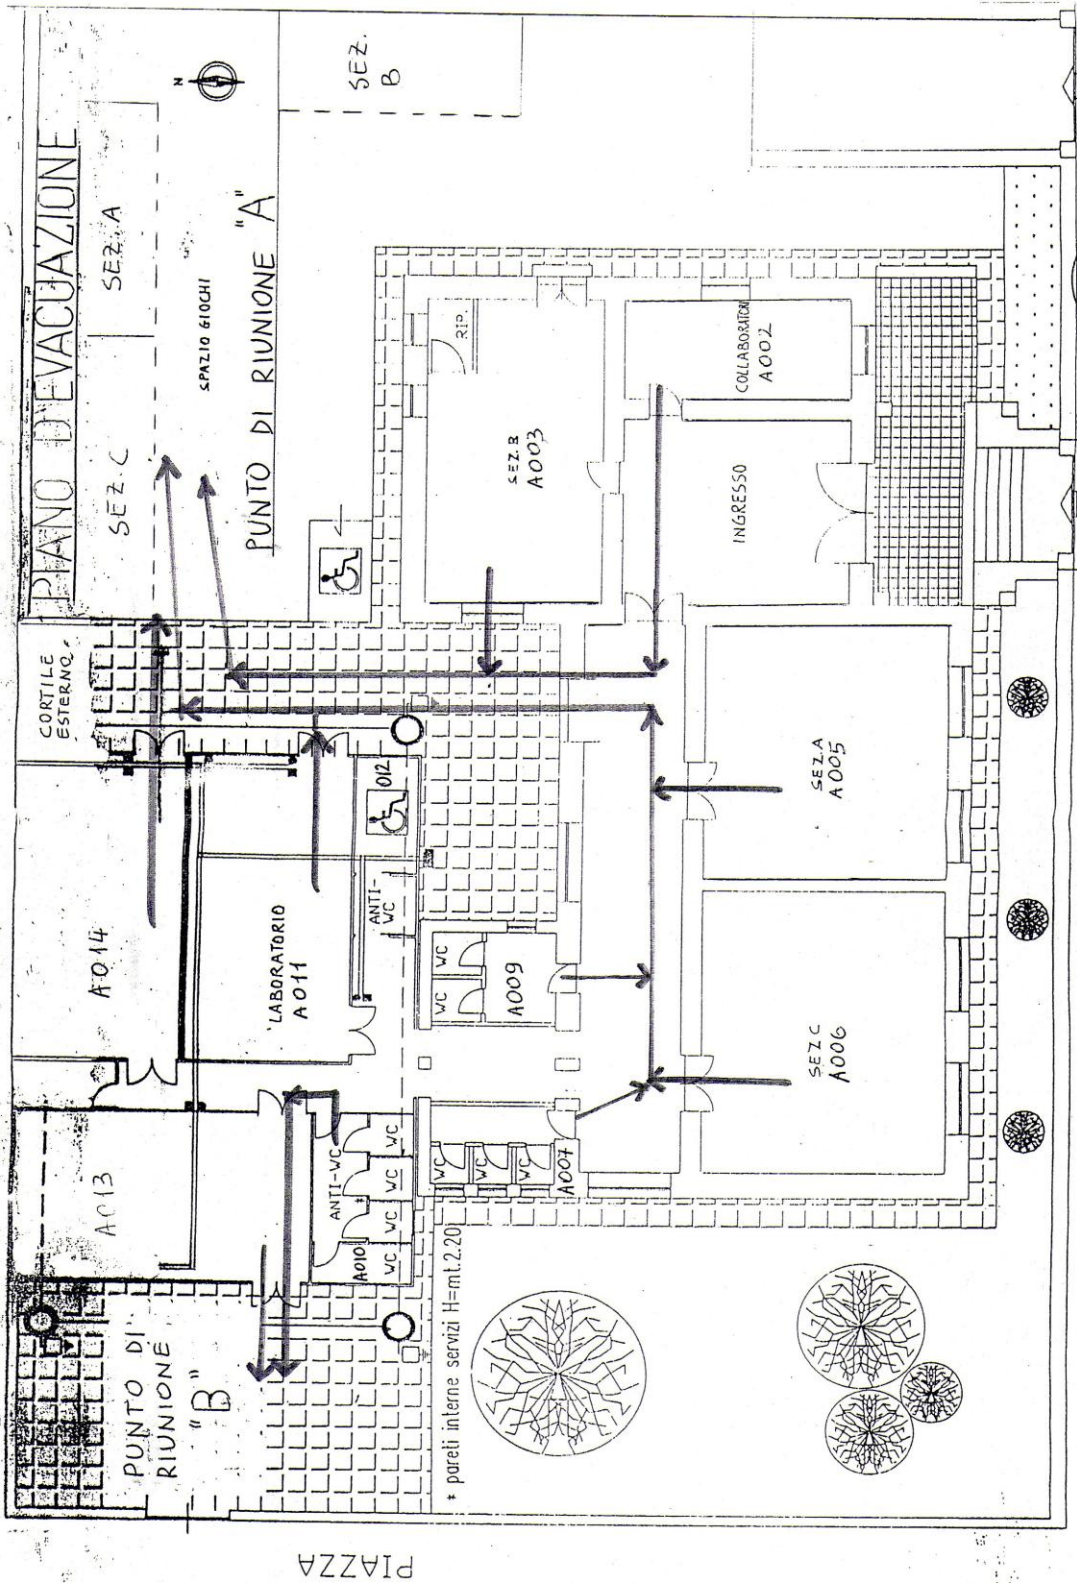 PIANO D'EVACUAZIONE
CORTILE
ESTERNO
SEZ. C
SEZ. A
N
SPAZIO GIOCHI
SEZ.
B
PUNTO DI RIUNIONE "A"
PUNTO DI
RIUNIONE
"B"
A013
A014
LABORATORIO
A011
ANTI-WC
A010
WC
WC
WC
WC
ANTI-
WC
012
WC
WC
WC
A007
WC
WC
A009
SEZ.B
A003
RIP.
COLLABORATORI
A002
INGRESSO
SEZ.A
A005
SEZ C
A006
* pareti interne servizi H=mt.2.20
PIAZZA